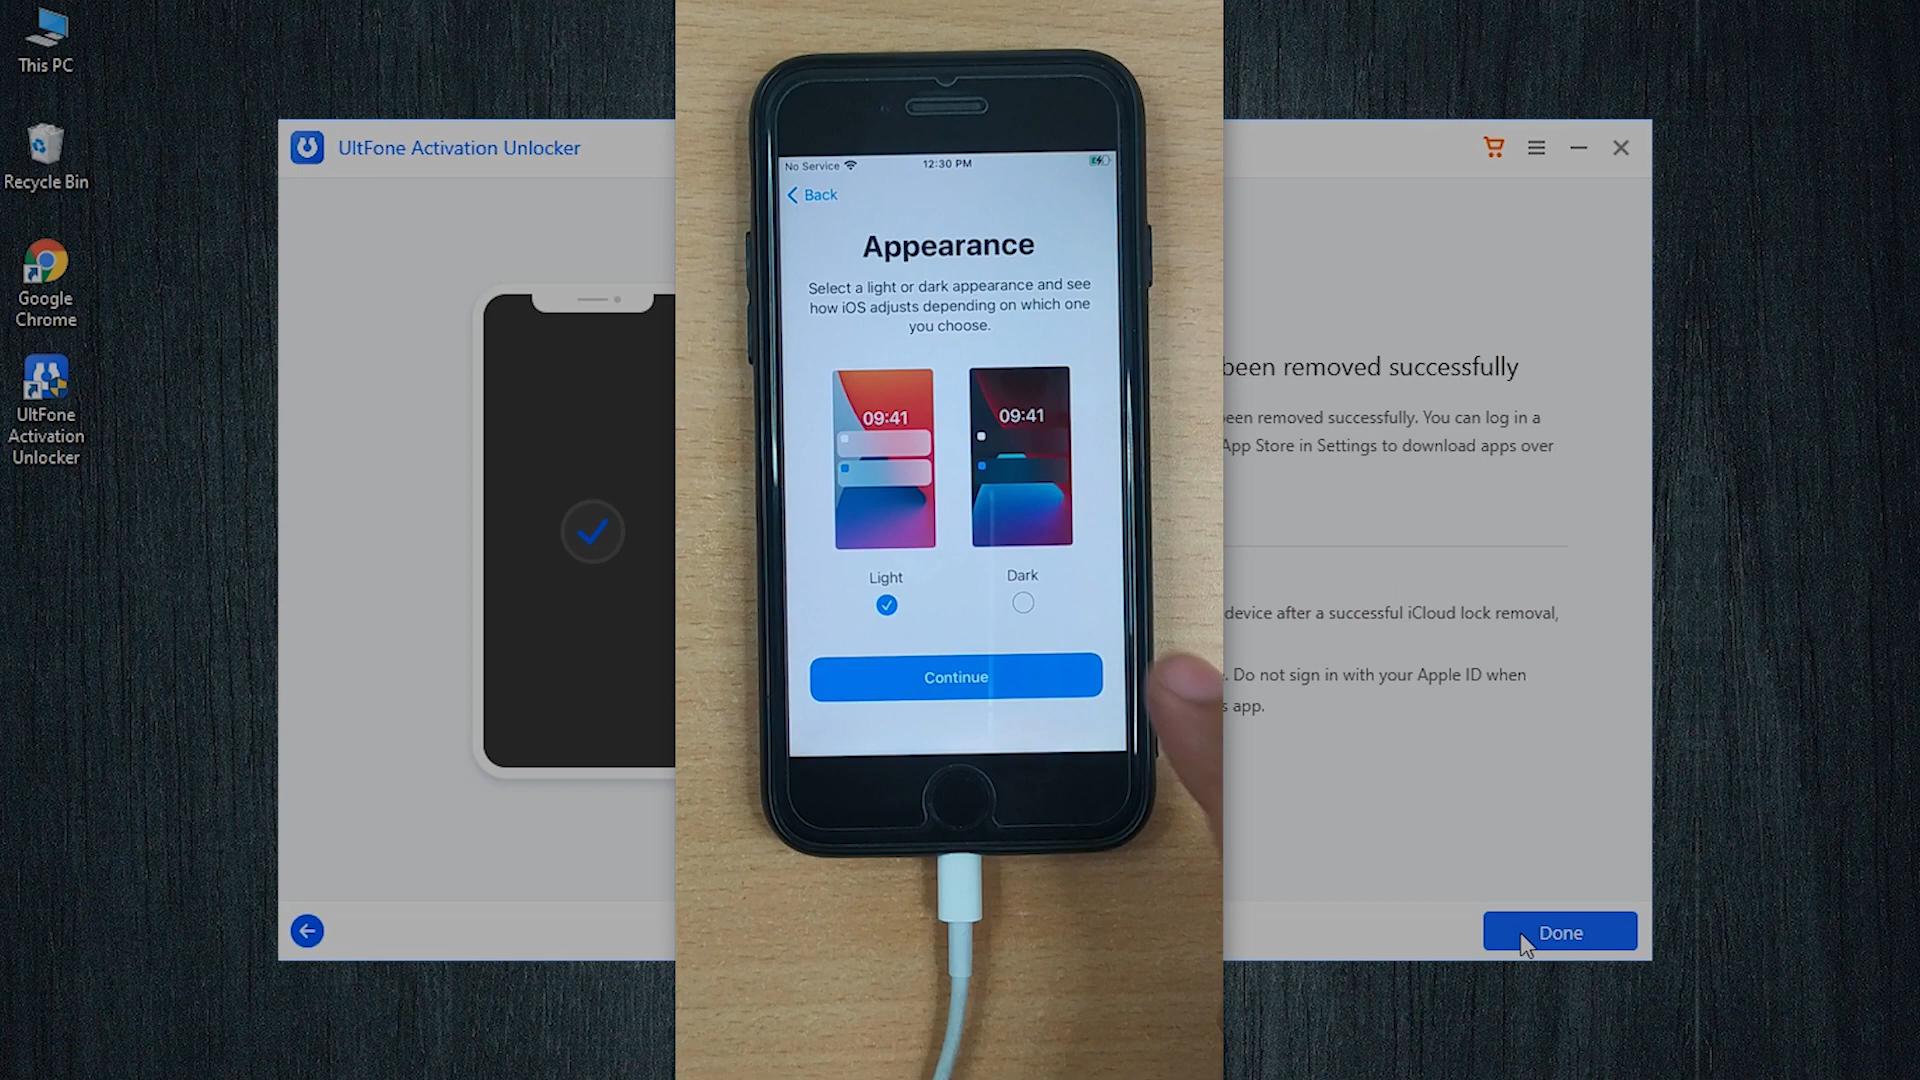 This PC
Recycle Bin
Google
Chrome
UltFone
Activation
Unlocker
UltFone Activation Unlocker
No Service
12:30 PM
Back
Appearance
Select a light or dark appearance and see
how iOS adjusts depending on which one
you choose.
09:41
09:41
Light
Dark
Continue
been removed successfully
been removed successfully. You can log in a
App Store in Settings to download apps over
device after a successful iCloud lock removal,
. Do not sign in with your Apple ID when
s app.
Done